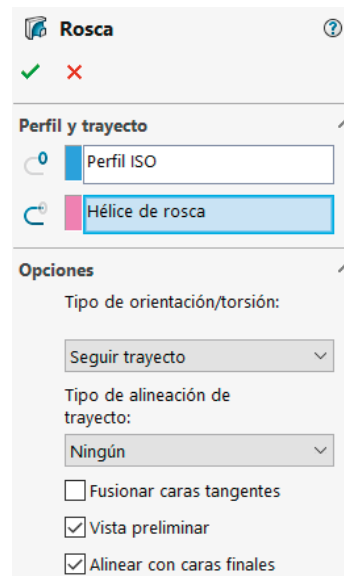 Rosca
Perfil y trayecto
Perfil ISO
Hélice de rosca
Opciones
Tipo de orientación/torsión:
Seguir trayecto
Tipo de alineación de
trayecto:
Ningún
Fusionar caras tangentes
Vista preliminar
Alinear con caras finales